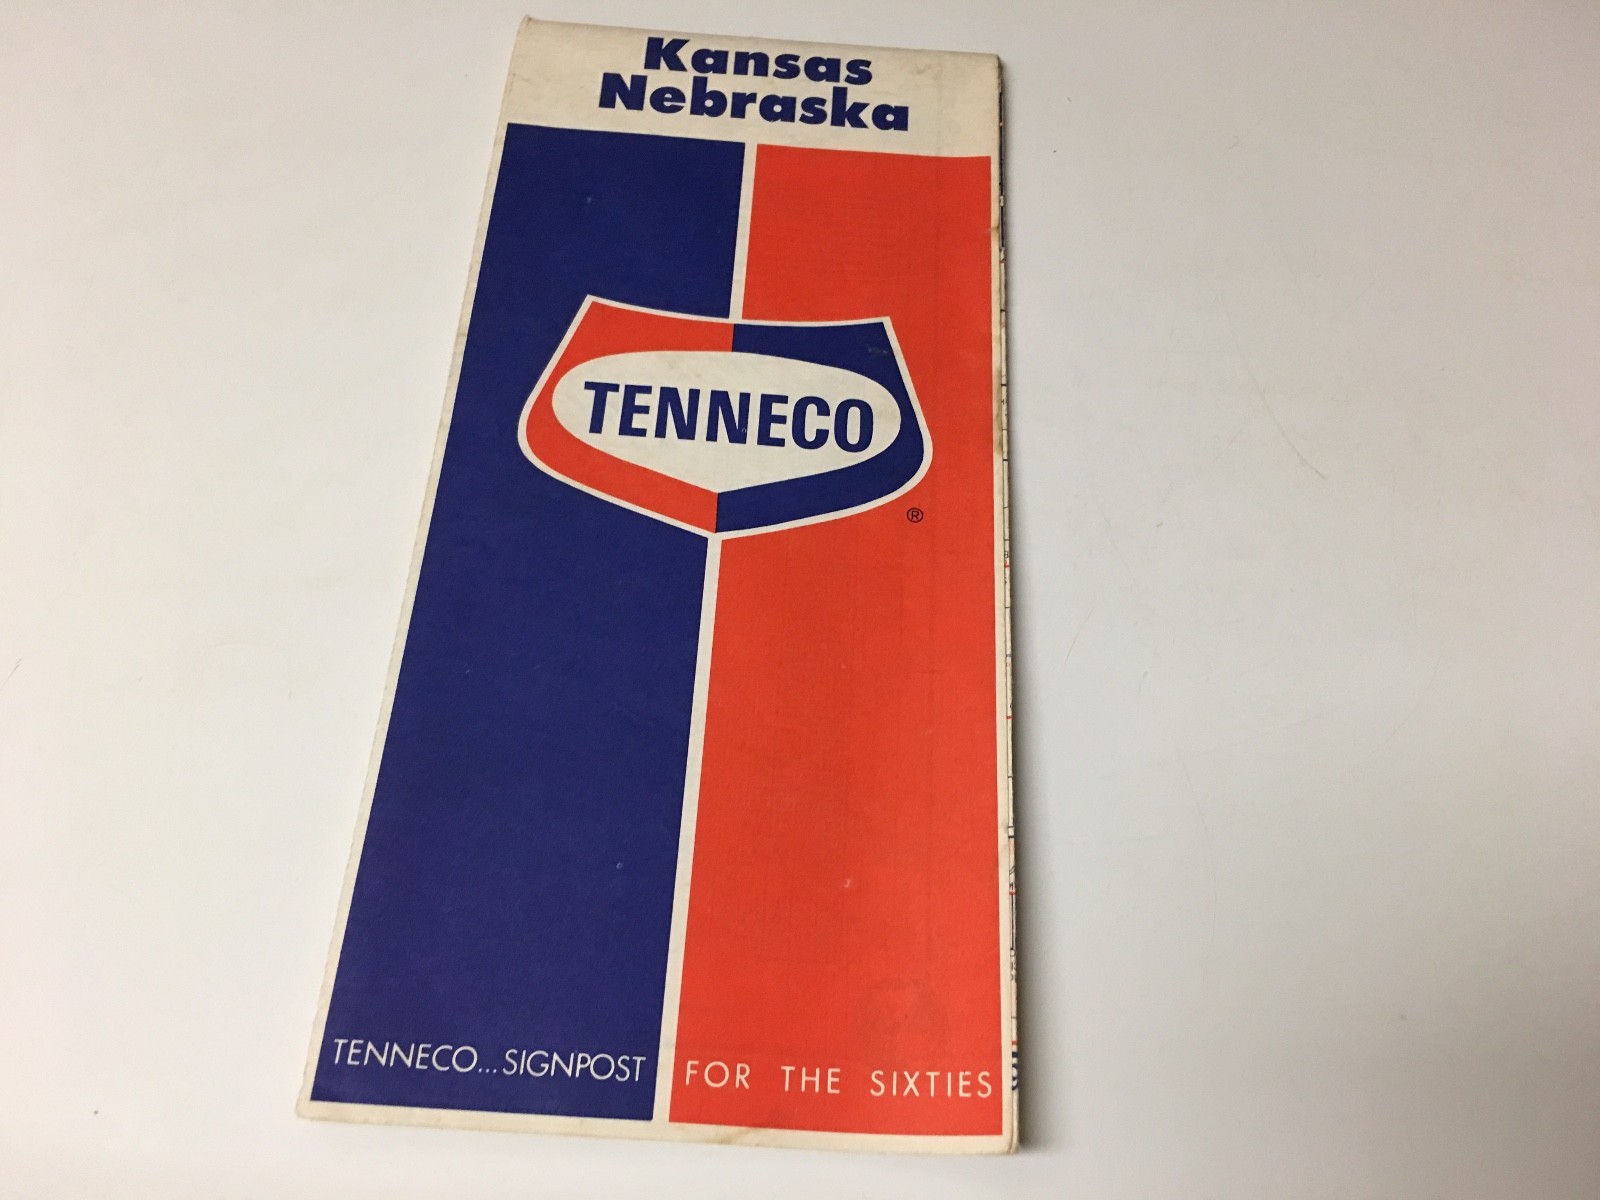 Kansas
Nebraska
TENNECO
®
TENNECO...SIGNPOST FOR THE SIXTIES